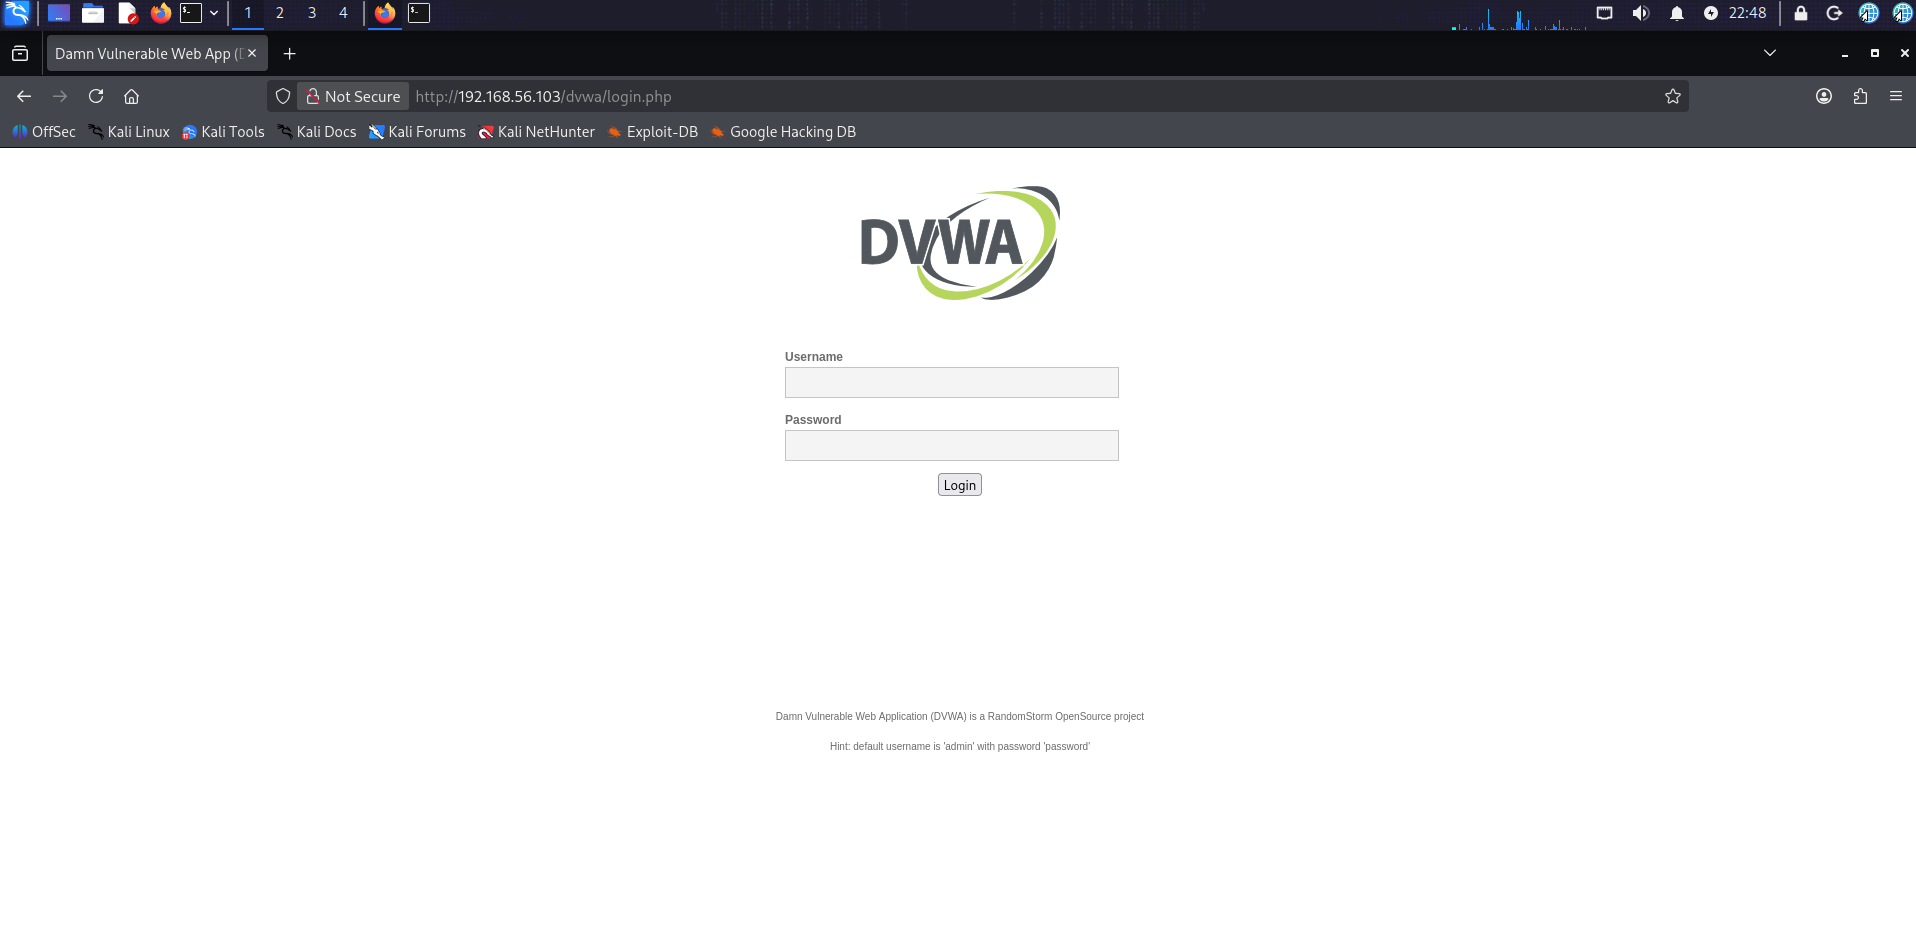 1 2 3 4 22:48
Damn Vulnerable Web App (
Not Secure http://192.168.56.103/dvwa/login.php
OffSec Kali Linux Kali Tools Kali Docs Kali Forums Kali NetHunter Exploit-DB Google Hacking DB
DVWA
Username
Password
Login
Damn Vulnerable Web Application (DVWA) is a RandomStorm OpenSource project
Hint: default username is 'admin' with password 'password'